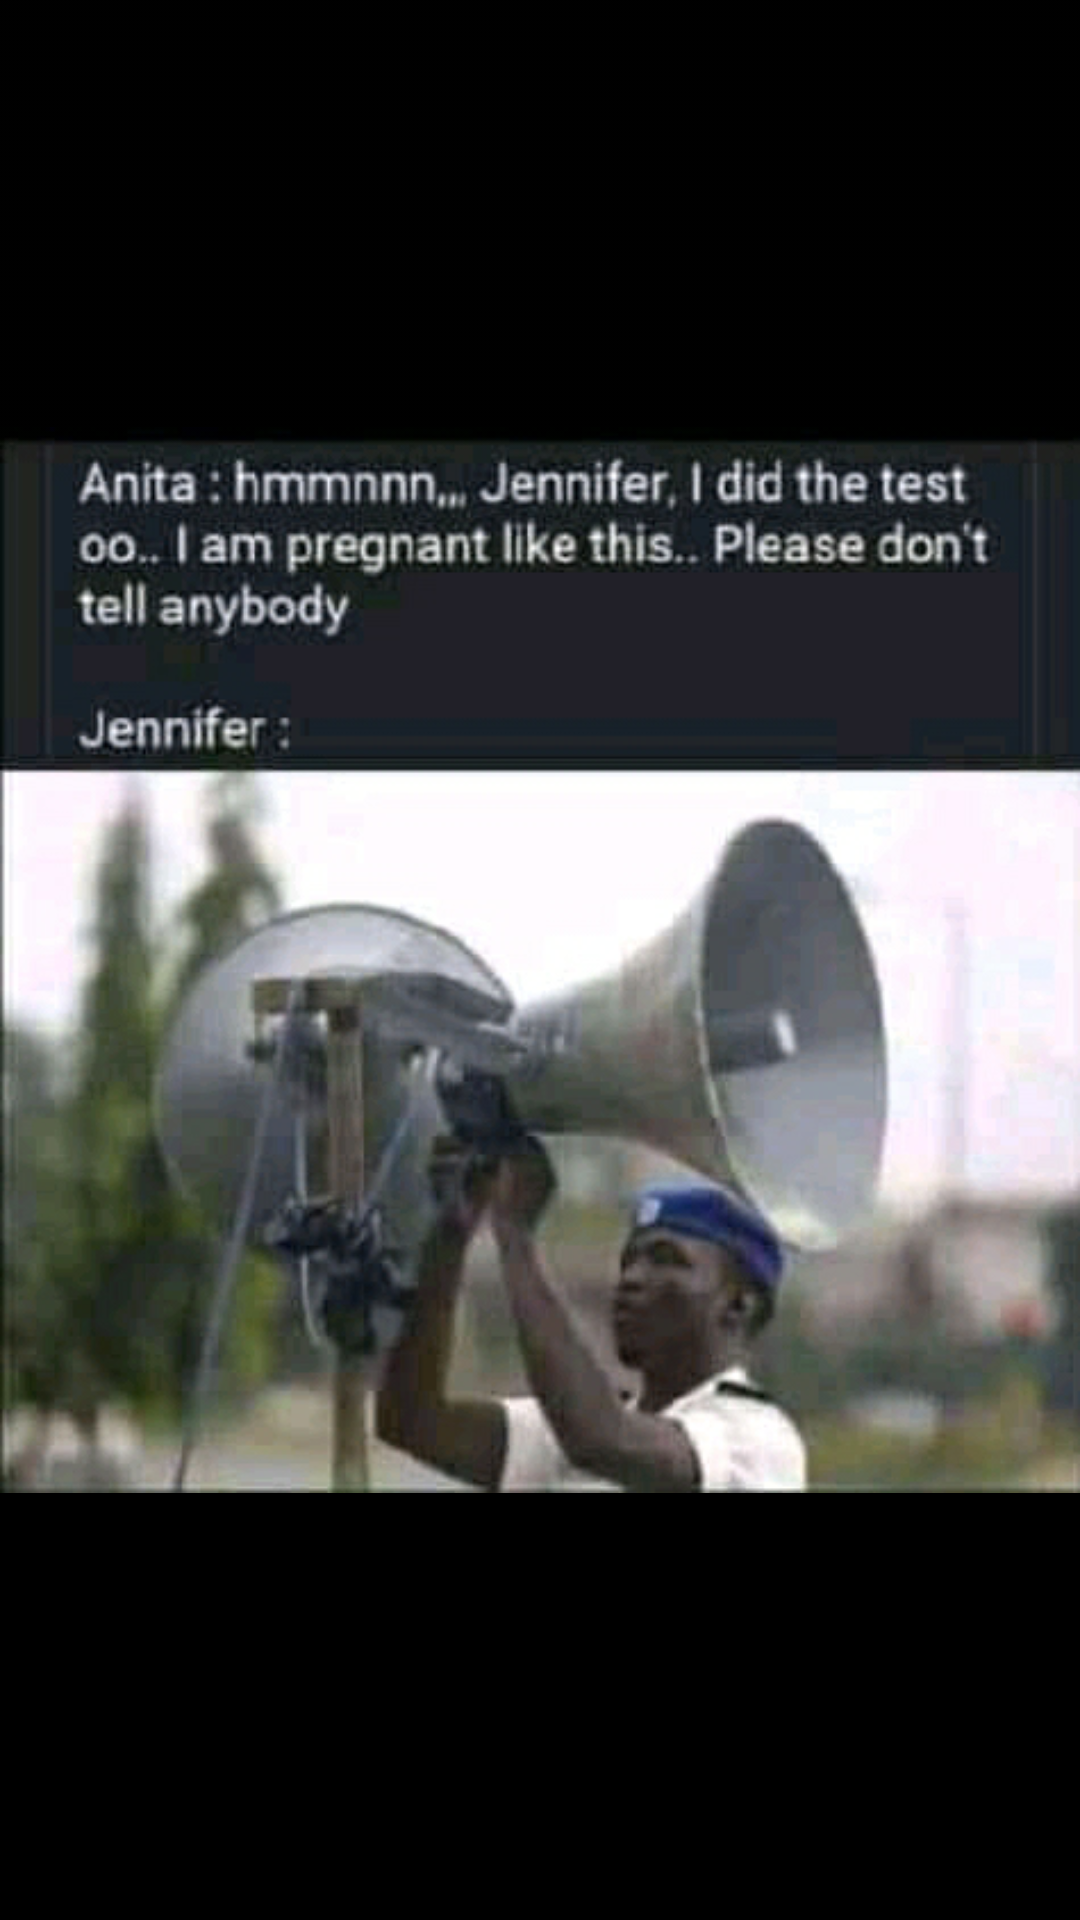 Anita : hmmnnn,,, Jennifer, I did the test
oo.. I am pregnant like this.. Please don't
tell anybody
Jennifer :